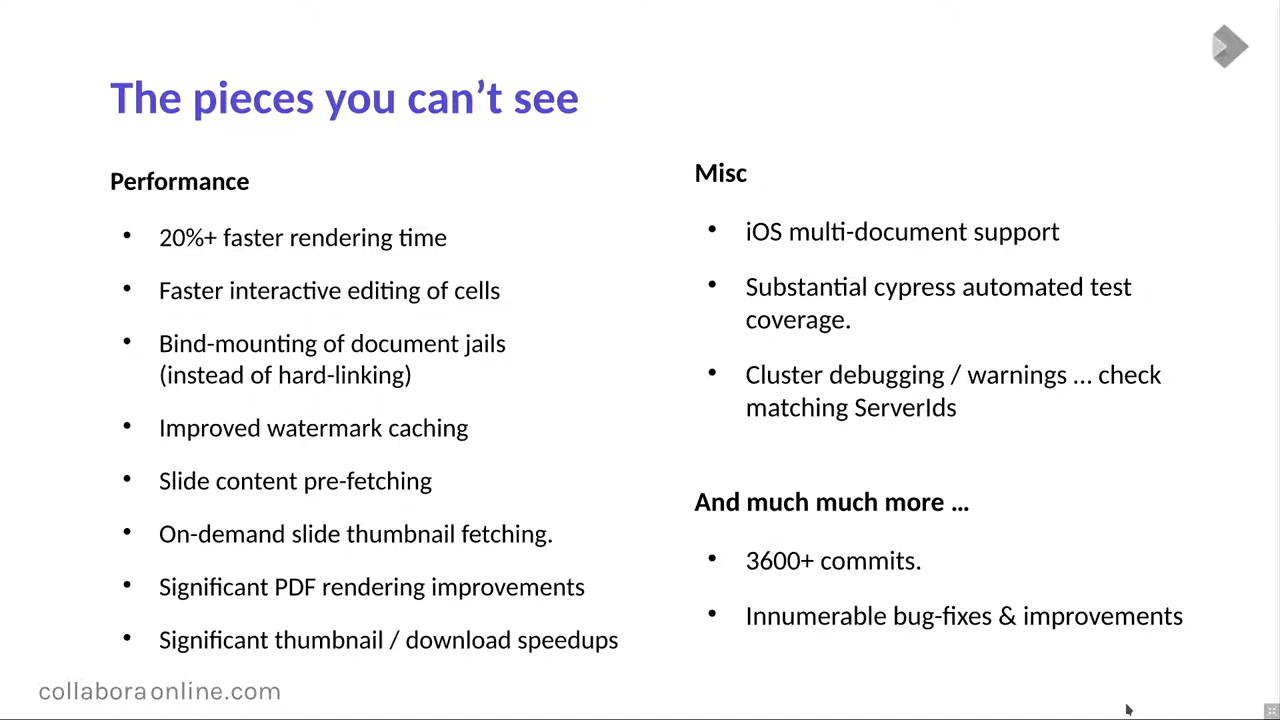 The pieces you can’t see
Performance
• 20%+ faster rendering time
• Faster interactive editing of cells
• Bind-mounting of document jails
(instead of hard-linking)
• Improved watermark caching
• Slide content pre-fetching
• On-demand slide thumbnail fetching.
• Significant PDF rendering improvements
• Significant thumbnail / download speedups
Misc
• iOS multi-document support
• Substantial cypress automated test
coverage.
• Cluster debugging / warnings … check
matching ServerIds
And much much more …
• 3600+ commits.
• Innumerable bug-fixes & improvements
collaboraonline.com